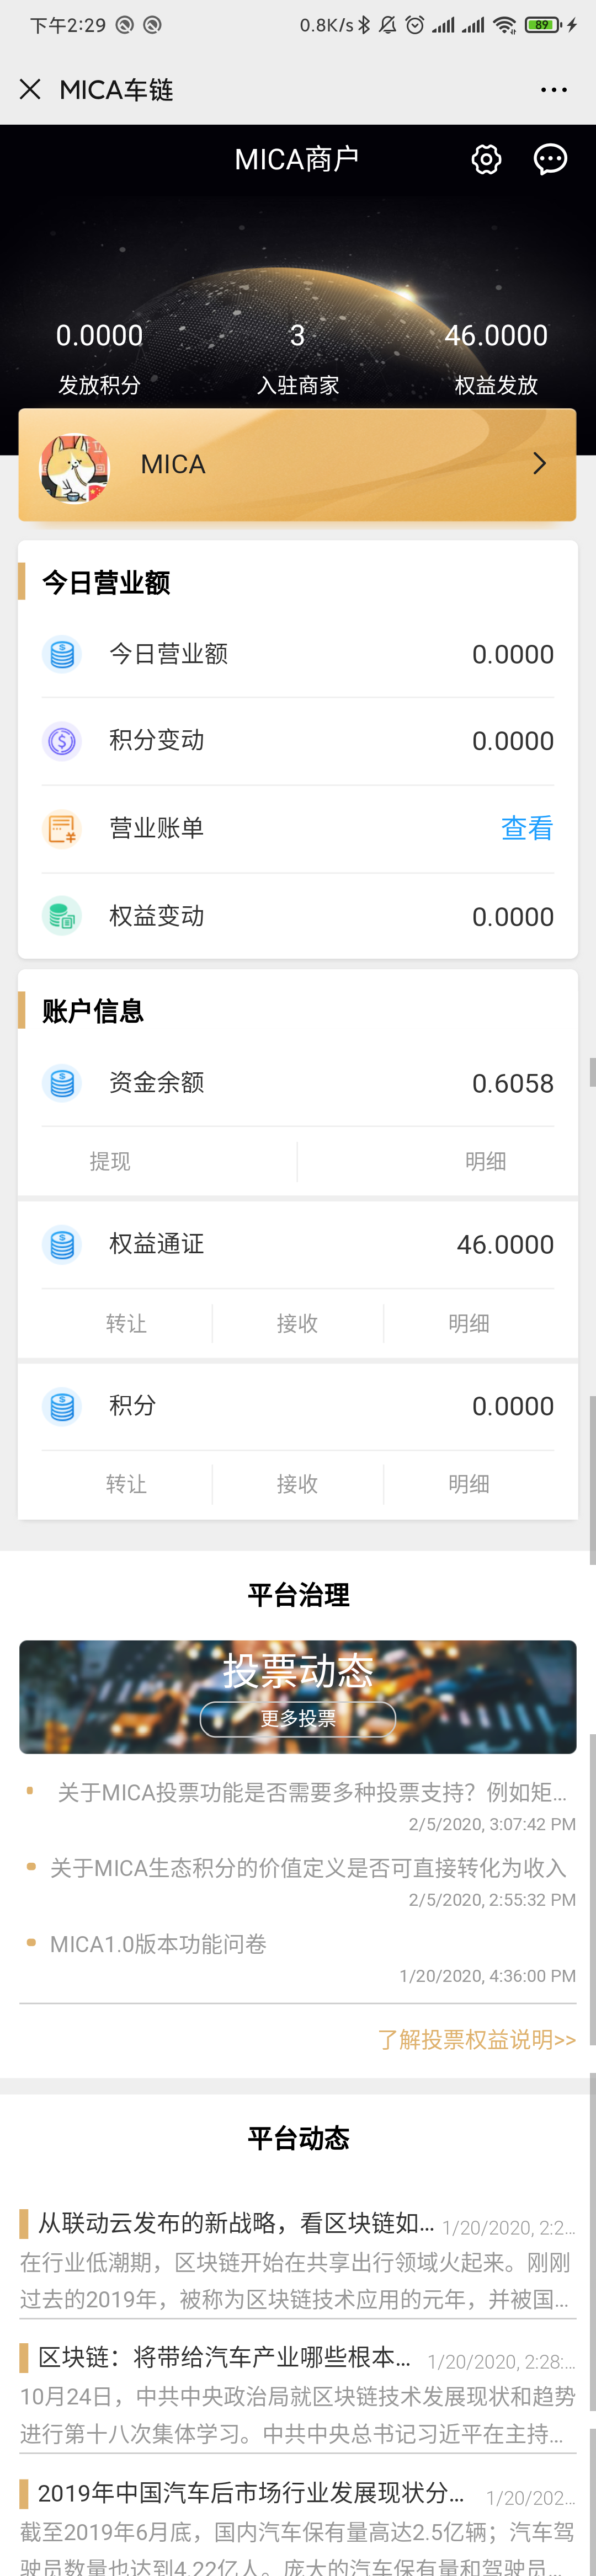 下午2:29
0.8K/s
89
MICA车链
MICA商户
0.0000
3
46.0000
发放积分
入驻商家
权益发放
MICA
今日营业额
今日营业额
0.0000
积分变动
0.0000
营业账单
查看
权益变动
0.0000
账户信息
资金余额
0.6058
提现
明细
权益通证
46.0000
转让
接收
明细
积分
0.0000
转让
接收
明细
平台治理
投票动态
更多投票
关于MICA投票功能是否需要多种投票支持？例如矩...
2/5/2020, 3:07:42 PM
关于MICA生态积分的价值定义是否可直接转化为收入
2/5/2020, 2:55:32 PM
MICA1.0版本功能问卷
1/20/2020, 4:36:00 PM
了解投票权益说明>>
平台动态
从联动云发布的新战略，看区块链如...
1/20/2020, 2:2...
在行业低潮期，区块链开始在共享出行领域火起来。刚刚
过去的2019年，被称为区块链技术应用的元年，并被国...
区块链：将带给汽车产业哪些根本...
1/20/2020, 2:28:...
10月24日，中共中央政治局就区块链技术发展现状和趋势
进行第十八次集体学习。中共中央总书记习近平在主持...
2019年中国汽车后市场行业发展现状分...
1/20/202...
截至2019年6月底，国内汽车保有量高达2.5亿辆；汽车驾
驶员数量也达到4.22亿人。庞大的汽车保有量和驾驶员...